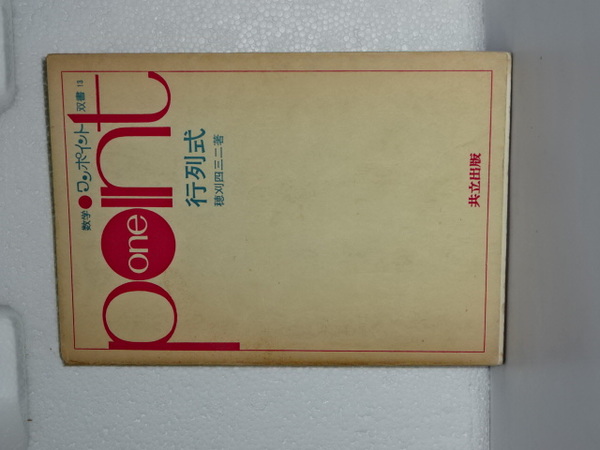 数学●ワンポイント双書 13
point
one
行列式
穂刈四三二著
共立出版